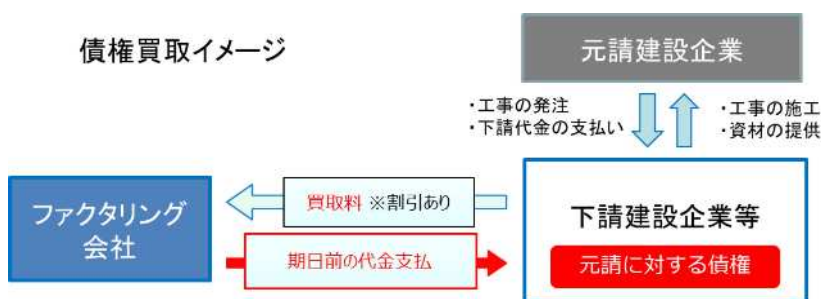 債権買取イメージ
元請建設企業
・工事の発注
・下請代金の支払い
・工事の施工
・資材の提供
ファクタリング
会社
買取料 ※割引あり
期日前の代金支払
下請建設企業等
元請に対する債権